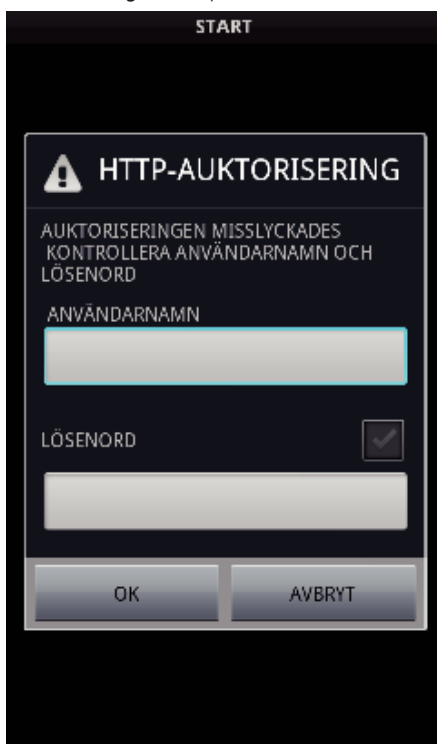 START
HTTP-AUKTORISERING
AUKTORISERINGEN MISSLYCKADES
KONTROLLERA ANVÄNDARNAMN OCH
LÖSENORD
ANVÄNDARNAMN
LÖSENORD
OK
AVBRYT